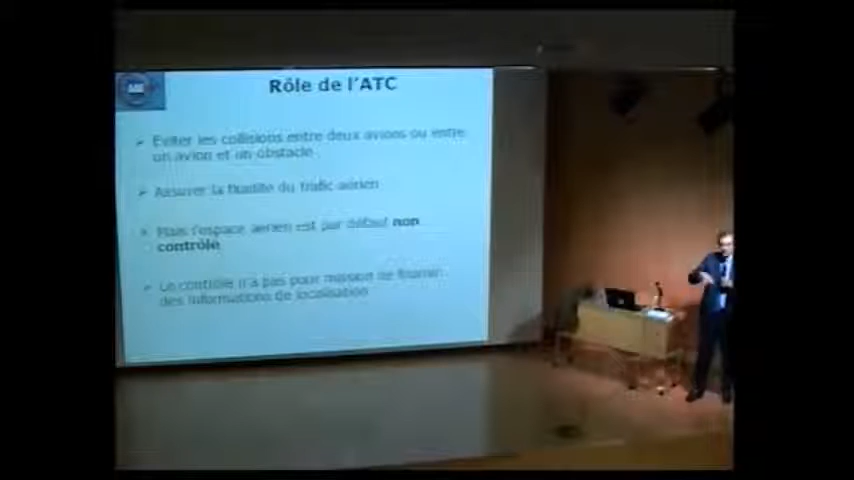 Rôle de l'ATC
Eviter les collisions entre deux avions ou entre
un avion et un obstacle
Assurer la fluidité du trafic aérien
Mais l'espace aérien est par défaut non
contrôlé
Le contrôle n'a pas pour mission de fournir
des informations de localisation